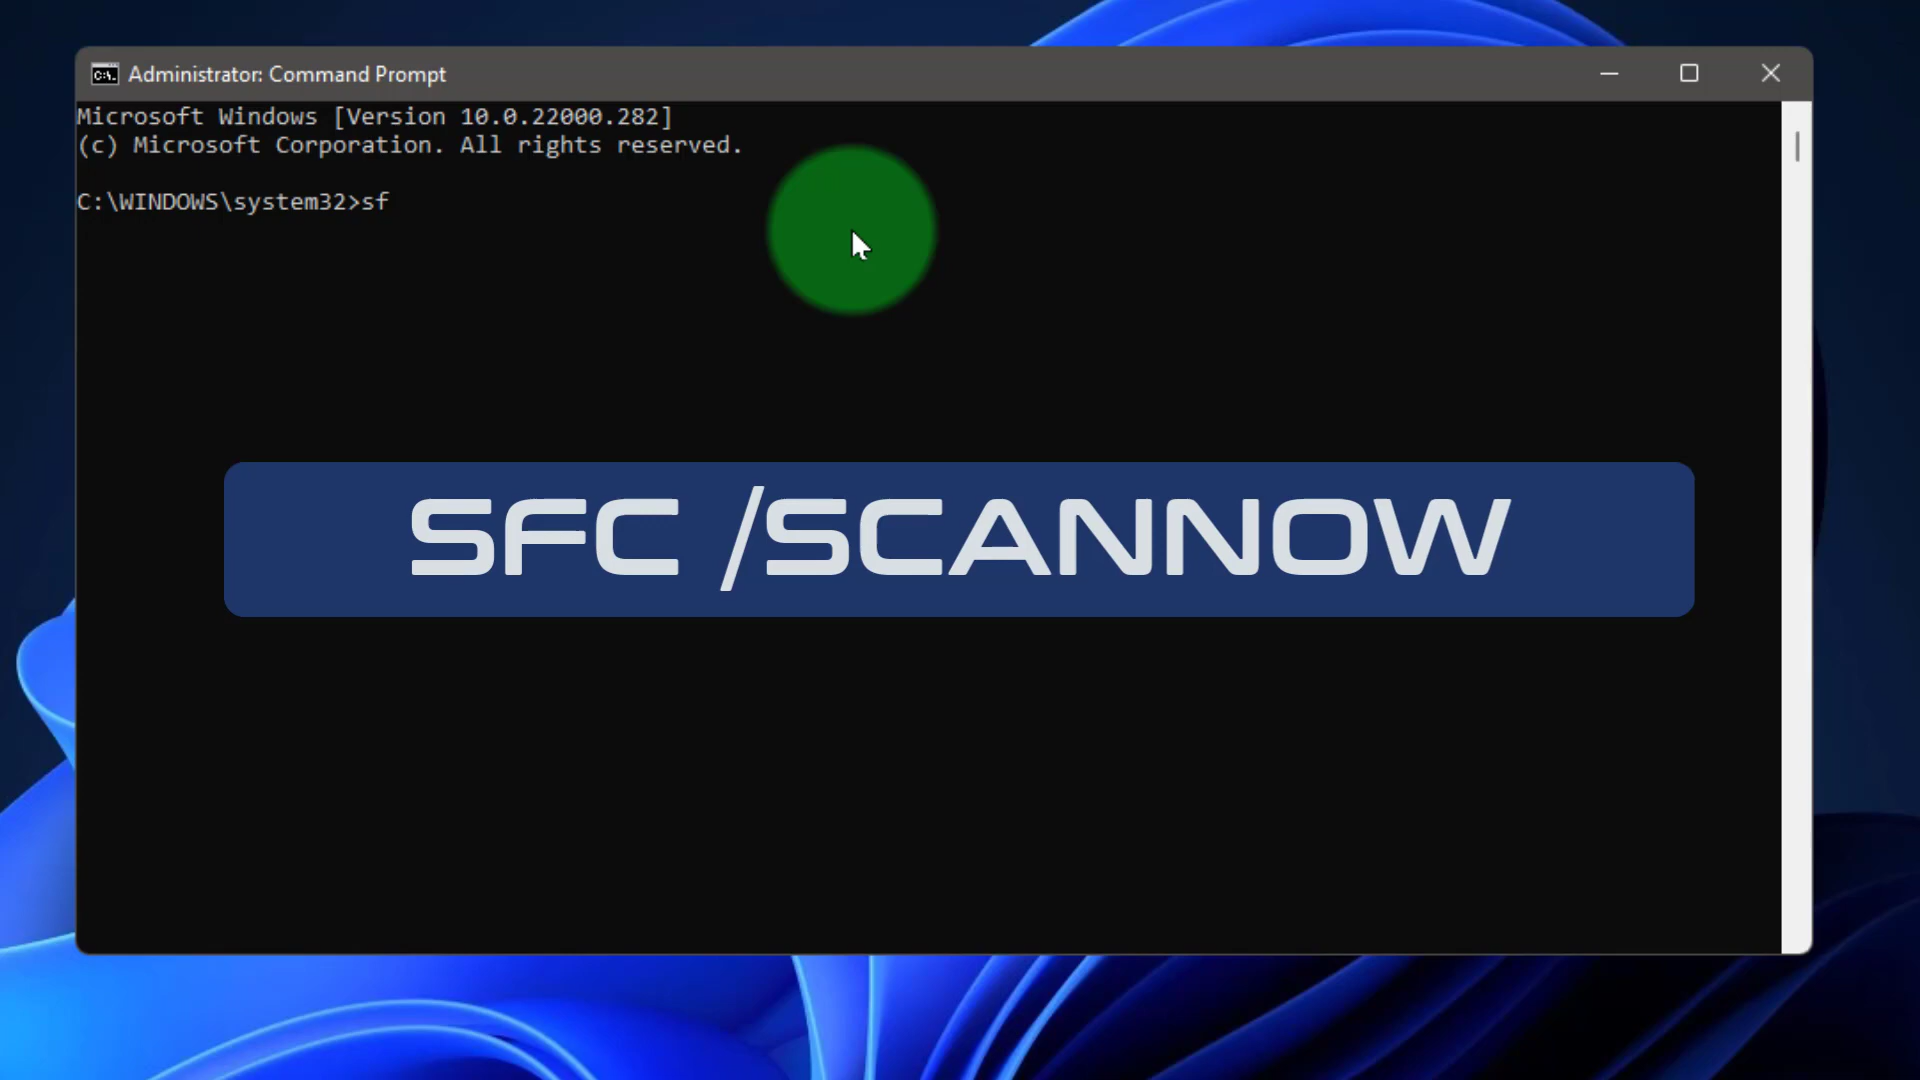 Administrator: Command Prompt
Microsoft Windows [Version 10.0.22000.282]
(c) Microsoft Corporation. All rights reserved.
C:\WINDOWS\system32>sf
SFC /SCANNOW